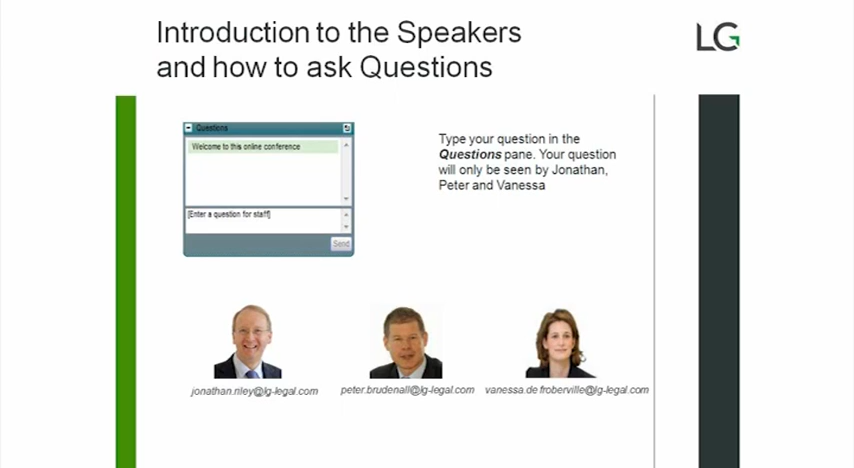 Introduction to the Speakers
and how to ask Questions
LG
Questions
Welcome to this online conference
[Enter a question for staff]
Send
Type your question in the
Questions pane. Your question
will only be seen by Jonathan,
Peter and Vanessa
jonathan.riley@lg-legal.com
peter.brudenall@lg-legal.com
vanessa.de.froberville@lg-legal.com